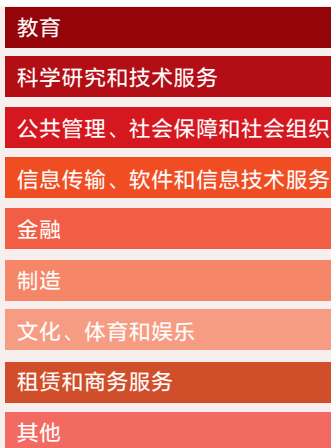 教育
科学研究和技术服务
公共管理、社会保障和社会组织
信息传输、软件和信息技术服务
金融
制造
文化、体育和娱乐
租赁和商务服务
其他